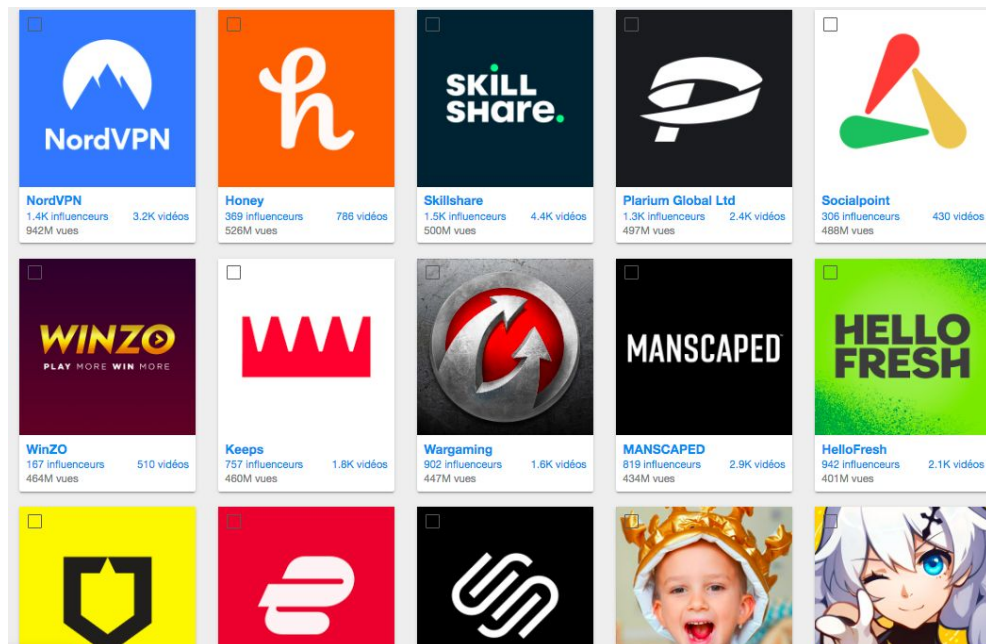 NordVPN
h
SKILL
SHare.
NordVPN
1.4K influenceurs 3.2K vidéos
942M vues
Honey
369 influenceurs 786 vidéos
526M vues
Skillshare
1.5K influenceurs 4.4K vidéos
500M vues
Plarium Global Ltd
1.3K influenceurs 2.4K vidéos
497M vues
Socialpoint
306 influenceurs 430 vidéos
488M vues
WINZO
PLAY MORE WIN MORE
MANSCAPED
HELLO
FRESH
WinZO
167 influenceurs 510 vidéos
464M vues
Keeps
757 influenceurs 1.8K vidéos
460M vues
Wargaming
902 influenceurs 1.6K vidéos
447M vues
MANSCAPED
819 influenceurs 2.9K vidéos
434M vues
HelloFresh
942 influenceurs 2.1K vidéos
401M vues